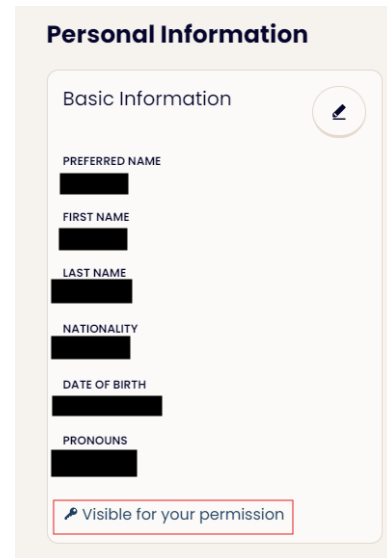 Personal Information
Basic Information
PREFERRED NAME
FIRST NAME
LAST NAME
NATIONALITY
DATE OF BIRTH
PRONOUNS
Visible for your permission